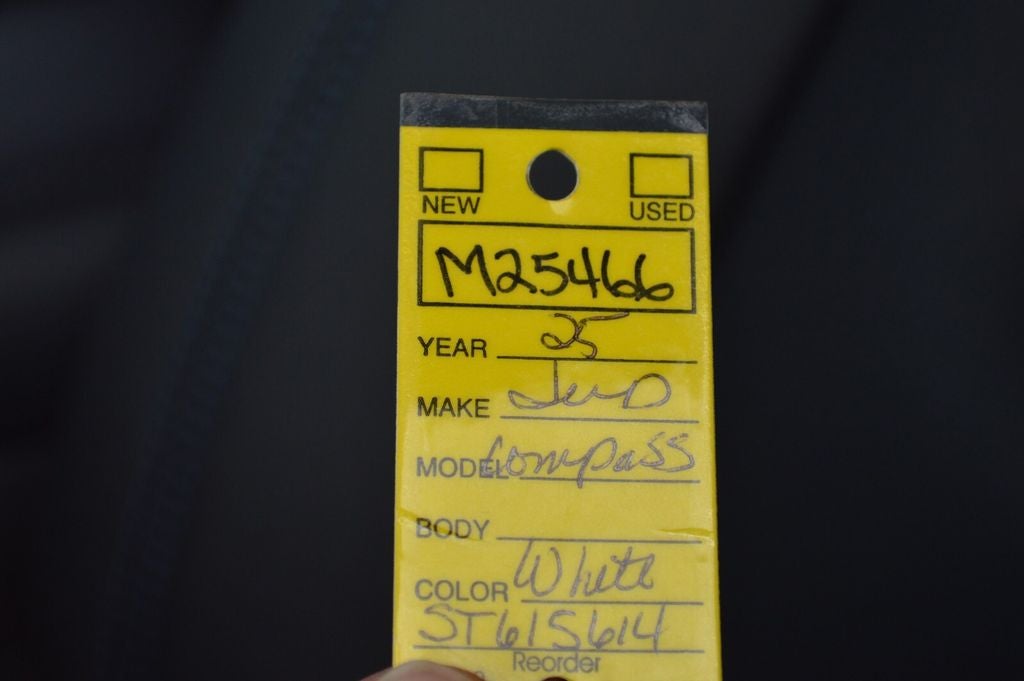 NEW USED
M25466
YEAR 25
MAKE Jeep
MODEL Compass
BODY
COLOR White
ST615614
Reorder